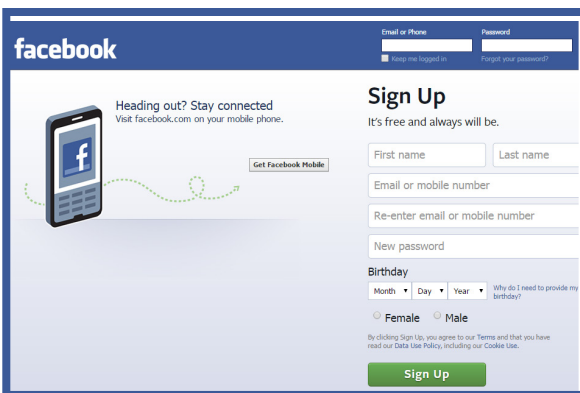 Email or Phone Password
facebook
Keep me logged in Forgot your password?
Heading out? Stay connected
Visit facebook.com on your mobile phone.
Get Facebook Mobile
f
Sign Up
It's free and always will be.
First name Last name
Email or mobile number
Re-enter email or mobile number
New password
Birthday
Month Day Year Why do I need to provide my
birthday?
Female Male
By clicking Sign Up, you agree to our Terms and that you have
read our Data Use Policy, including our Cookie Use.
Sign Up